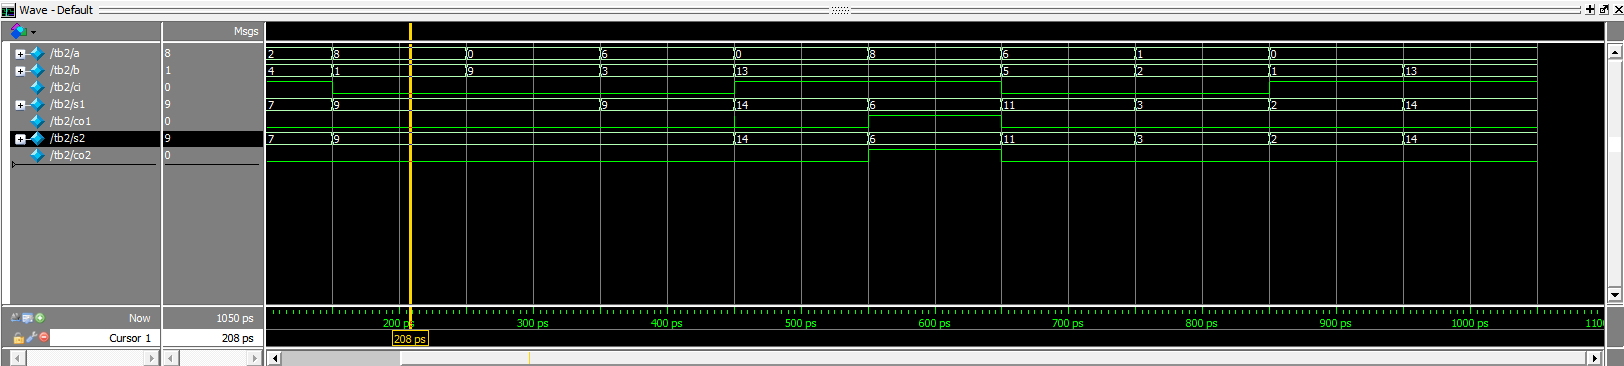 Wave - Default
Msgs
/tb2/a 8 2 8 0 6 0 8 6 1 0
/tb2/b 1 4 1 9 3 13 5 2 1 13
/tb2/ci 0
/tb2/s1 9 7 9 9 14 6 11 3 2 14
/tb2/co1 0
/tb2/s2 9 7 9 14 6 11 3 2 14
/tb2/co2 0
Now 1050 ps 200 ps 300 ps 400 ps 500 ps 600 ps 700 ps 800 ps 900 ps 1000 ps
Cursor 1 208 ps 208 ps